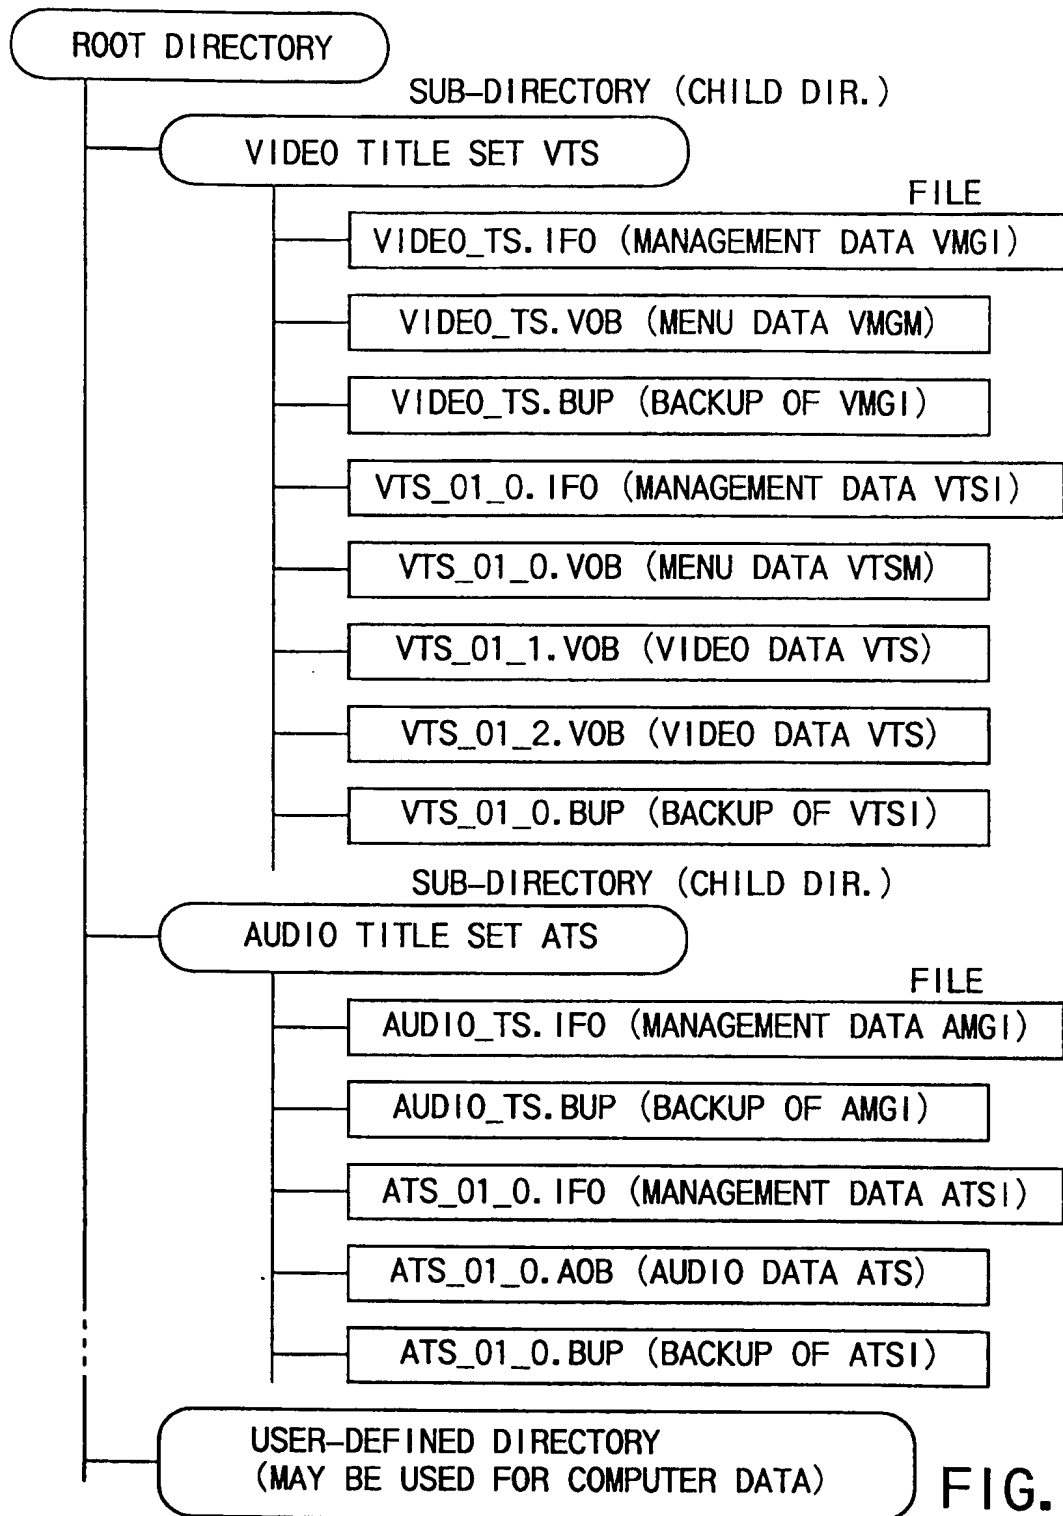 ROOT DIRECTORY
SUB-DIRECTORY (CHILD DIR.)
VIDEO TITLE SET VTS
FILE
VIDEO_TS.IFO (MANAGEMENT DATA VMGI)
VIDEO_TS.VOB (MENU DATA VMGM)
VIDEO_TS.BUP (BACKUP OF VMGI)
VTS_01_0.IFO (MANAGEMENT DATA VTSI)
VTS_01_0.VOB (MENU DATA VTSM)
VTS_01_1.VOB (VIDEO DATA VTS)
VTS_01_2.VOB (VIDEO DATA VTS)
VTS_01_0.BUP (BACKUP OF VTSI)
SUB-DIRECTORY (CHILD DIR.)
AUDIO TITLE SET ATS
FILE
AUDIO_TS.IFO (MANAGEMENT DATA AMGI)
AUDIO_TS.BUP (BACKUP OF AMGI)
ATS_01_0.IFO (MANAGEMENT DATA ATSI)
ATS_01_0.AOB (AUDIO DATA ATS)
ATS_01_0.BUP (BACKUP OF ATSI)
USER-DEFINED DIRECTORY
(MAY BE USED FOR COMPUTER DATA)
FIG.